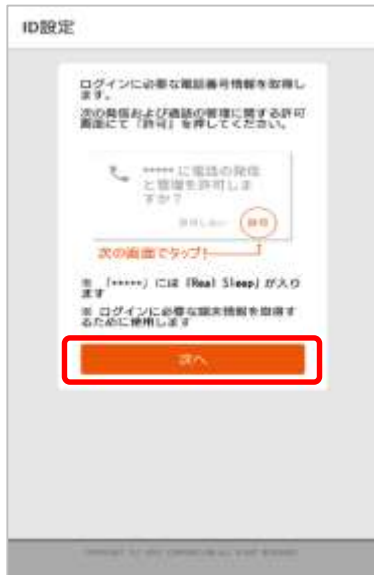 ID設定
ログインに必要な電話番号情報を取得し
ます。
次の発信および通話の管理に関する許可
画面にて「許可」を押してください。
***** に電話の発信
と管理を許可しま
すか？
許可しない 許可
次の画面でタップ！
※ 「*****」には「Real Sleep」が入り
ます
※ ログインに必要な端末情報を取得す
るために使用します
次へ